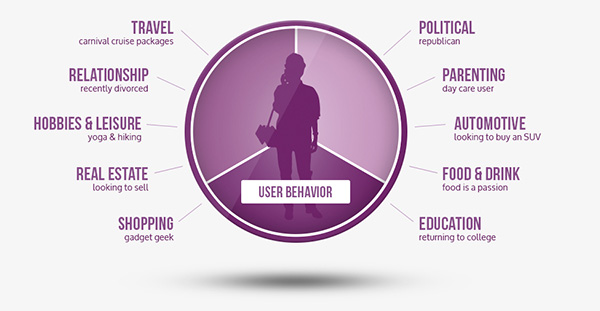 TRAVEL
carnival cruise packages
RELATIONSHIP
recently divorced
HOBBIES & LEISURE
yoga & hiking
REAL ESTATE
looking to sell
SHOPPING
gadget geek
USER BEHAVIOR
POLITICAL
republican
PARENTING
day care user
AUTOMOTIVE
looking to buy an SUV
FOOD & DRINK
food is a passion
EDUCATION
returning to college